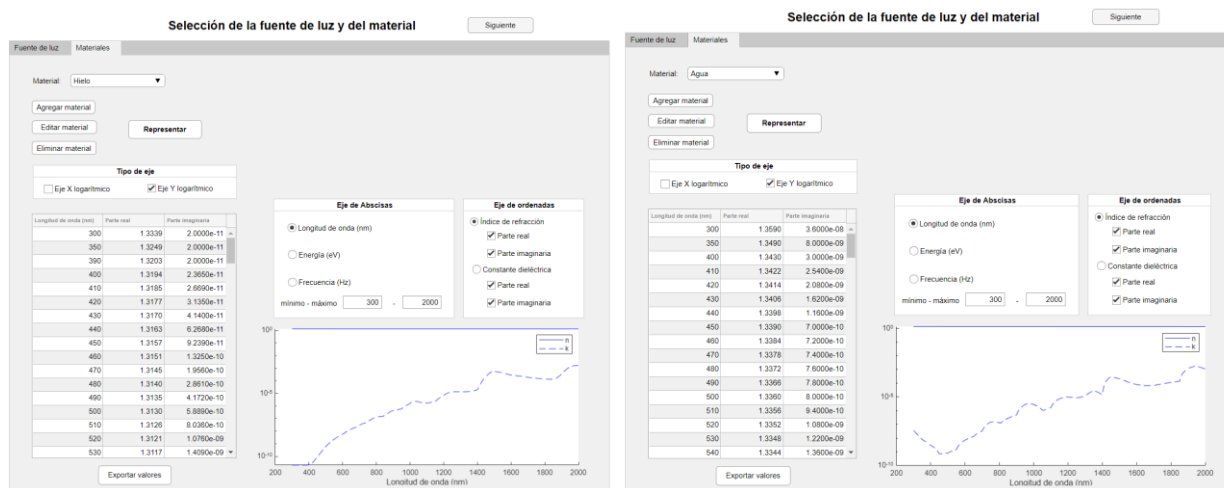 Selección de la fuente de luz y del material
Siguiente
Fuente de luz Materiales
Material: Hielo
Agregar material
Editar material
Representar
Eliminar material
Tipo de eje
Eje X logarítmico Eje Y logarítmico
Longitud de onda (nm) Parte real Parte imaginaria
300 1.3339 2.0000e-11
350 1.3249 2.0000e-11
390 1.3203 2.0000e-11
400 1.3194 2.3650e-11
410 1.3185 2.6690e-11
420 1.3177 3.1350e-11
430 1.3170 4.1400e-11
440 1.3163 6.2680e-11
450 1.3157 9.2390e-11
460 1.3151 1.3250e-10
470 1.3145 1.9560e-10
480 1.3140 2.8610e-10
490 1.3135 4.1720e-10
500 1.3130 5.8890e-10
510 1.3126 8.0360e-10
520 1.3121 1.0760e-09
530 1.3117 1.4090e-09
Exportar valores
Eje de Abscisas
Longitud de onda (nm)
Energía (eV)
Frecuencia (Hz)
mínimo - máximo 300 - 2000
Eje de ordenadas
Índice de refracción
Parte real
Parte imaginaria
Constante dieléctrica
Parte real
Parte imaginaria
10^0
10^-5
10^-10
n
k
200 400 600 800 1000 1200 1400 1600 1800 2000
Longitud de onda (nm)
Selección de la fuente de luz y del material
Siguiente
Fuente de luz Materiales
Material: Agua
Agregar material
Editar material
Representar
Eliminar material
Tipo de eje
Eje X logarítmico Eje Y logarítmico
Longitud de onda (nm) Parte real Parte imaginaria
300 1.3590 3.6000e-08
350 1.3490 8.0000e-09
400 1.3430 3.0000e-09
410 1.3422 2.5400e-09
420 1.3414 2.0800e-09
430 1.3406 1.6200e-09
440 1.3398 1.1600e-09
450 1.3390 7.0000e-10
460 1.3384 7.2000e-10
470 1.3378 7.4000e-10
480 1.3372 7.6000e-10
490 1.3366 7.8000e-10
500 1.3360 8.0000e-10
510 1.3356 9.4000e-10
520 1.3352 1.0800e-09
530 1.3348 1.2200e-09
540 1.3344 1.3600e-09
Exportar valores
Eje de Abscisas
Longitud de onda (nm)
Energía (eV)
Frecuencia (Hz)
mínimo - máximo 300 - 2000
Eje de ordenadas
Índice de refracción
Parte real
Parte imaginaria
Constante dieléctrica
Parte real
Parte imaginaria
10^0
10^-5
10^-10
n
k
200 400 600 800 1000 1200 1400 1600 1800 2000
Longitud de onda (nm)